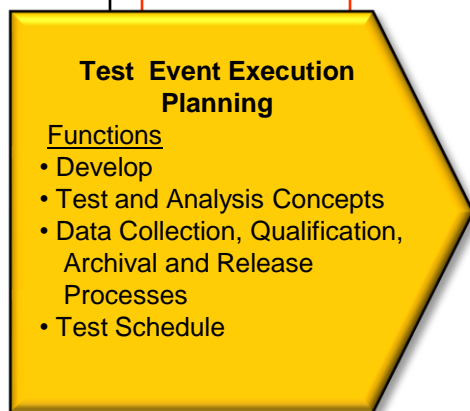 Test Event Execution
Planning
Functions
• Develop
• Test and Analysis Concepts
• Data Collection, Qualification,
Archival and Release
Processes
• Test Schedule